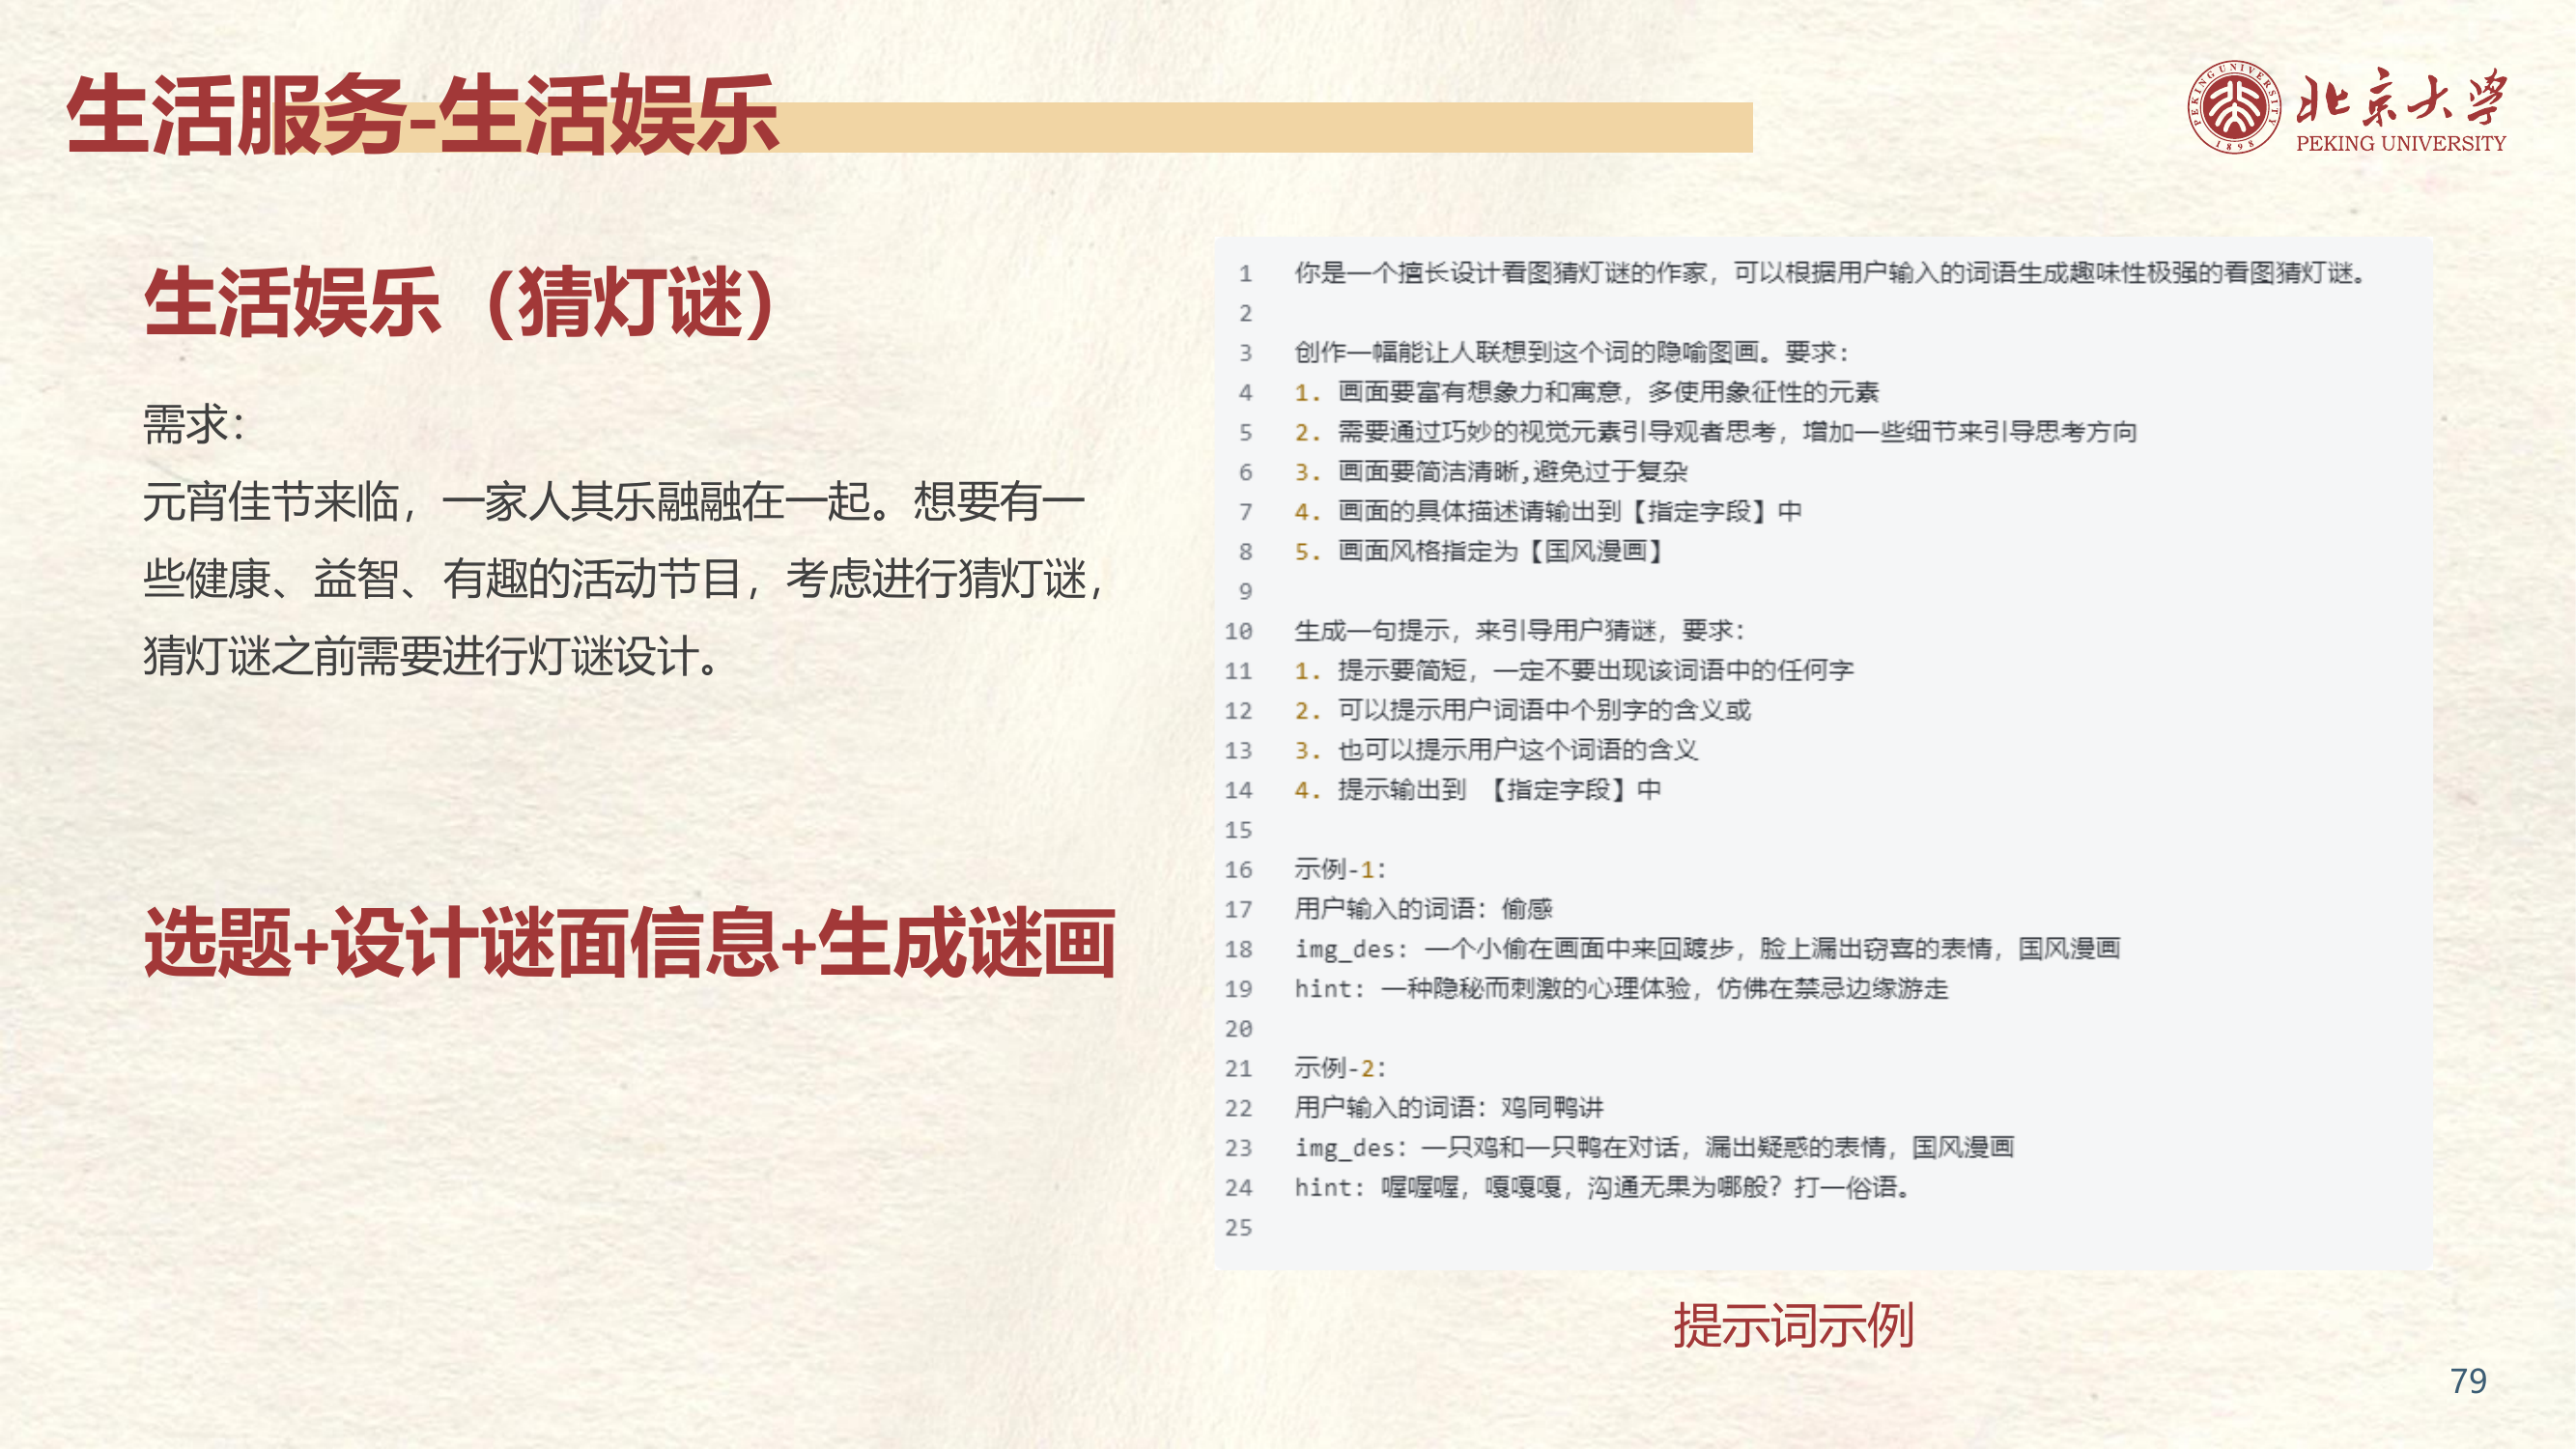 生活服务-生活娱乐
PEKING UNIVERSITY
1898
北京大学
PEKING UNIVERSITY
生活娱乐（猜灯谜）
需求：
元宵佳节来临，一家人其乐融融在一起。想要有一
些健康、益智、有趣的活动节目，考虑进行猜灯谜，
猜灯谜之前需要进行灯谜设计。
选题+设计谜面信息+生成谜画
1 你是一个擅长设计看图猜灯谜的作家，可以根据用户输入的词语生成趣味性极强的看图猜灯谜。
2
3 创作一幅能让人联想到这个词的隐喻图画。要求：
4 1. 画面要富有想象力和寓意，多使用象征性的元素
5 2. 需要通过巧妙的视觉元素引导观者思考，增加一些细节来引导思考方向
6 3. 画面要简洁清晰,避免过于复杂
7 4. 画面的具体描述请输出到【指定字段】中
8 5. 画面风格指定为【国风漫画】
9
10 生成一句提示，来引导用户猜谜，要求：
11 1. 提示要简短，一定不要出现该词语中的任何字
12 2. 可以提示用户词语中个别字的含义或
13 3. 也可以提示用户这个词语的含义
14 4. 提示输出到 【指定字段】中
15
16 示例-1：
17 用户输入的词语：偷感
18 img_des: 一个小偷在画面中来回踱步，脸上漏出窃喜的表情，国风漫画
19 hint: 一种隐秘而刺激的心理体验，仿佛在禁忌边缘游走
20
21 示例-2：
22 用户输入的词语：鸡同鸭讲
23 img_des: 一只鸡和一只鸭在对话，漏出疑惑的表情，国风漫画
24 hint: 喔喔喔，嘎嘎嘎，沟通无果为哪般？打一俗语。
25
提示词示例
79